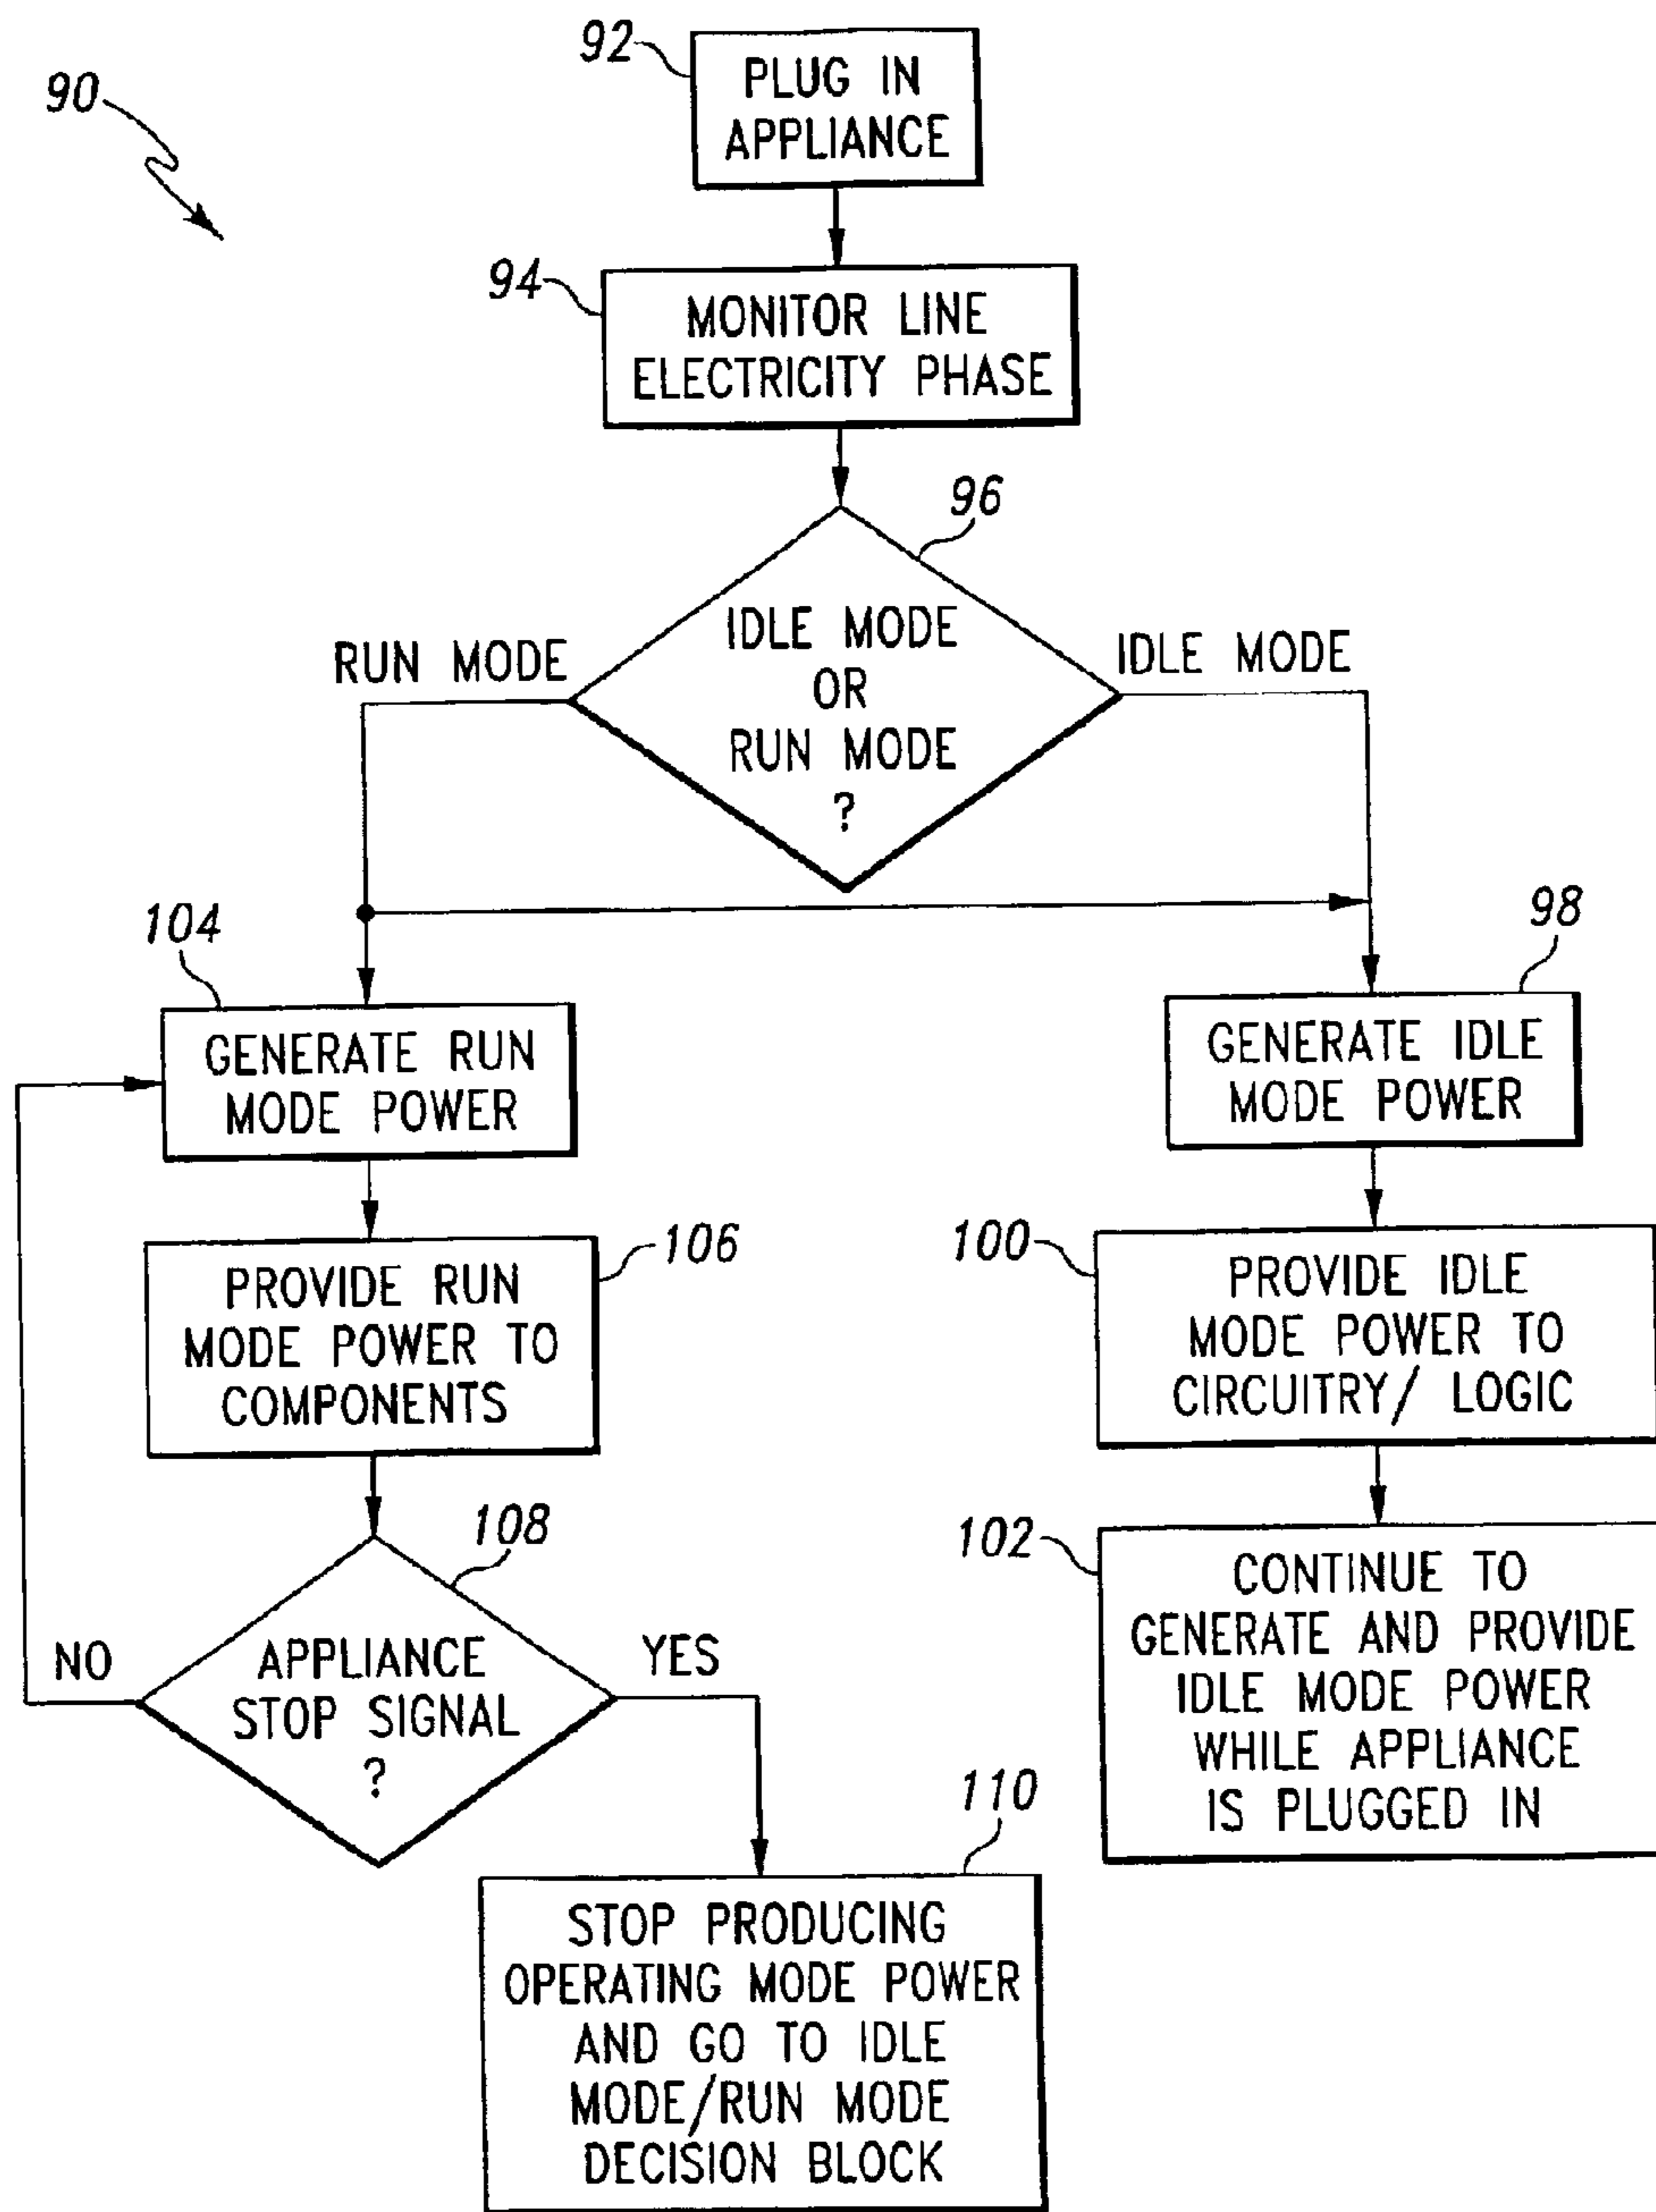 90
92
PLUG IN
APPLIANCE
94
MONITOR LINE
ELECTRICITY PHASE
96
IDLE MODE
OR
RUN MODE
?
RUN MODE
IDLE MODE
104
GENERATE RUN
MODE POWER
98
GENERATE IDLE
MODE POWER
106
PROVIDE RUN
MODE POWER TO
COMPONENTS
100
PROVIDE IDLE
MODE POWER TO
CIRCUITRY/ LOGIC
108
APPLIANCE
STOP SIGNAL
?
NO
YES
102
CONTINUE TO
GENERATE AND PROVIDE
IDLE MODE POWER
WHILE APPLIANCE
IS PLUGGED IN
110
STOP PRODUCING
OPERATING MODE POWER
AND GO TO IDLE
MODE/RUN MODE
DECISION BLOCK